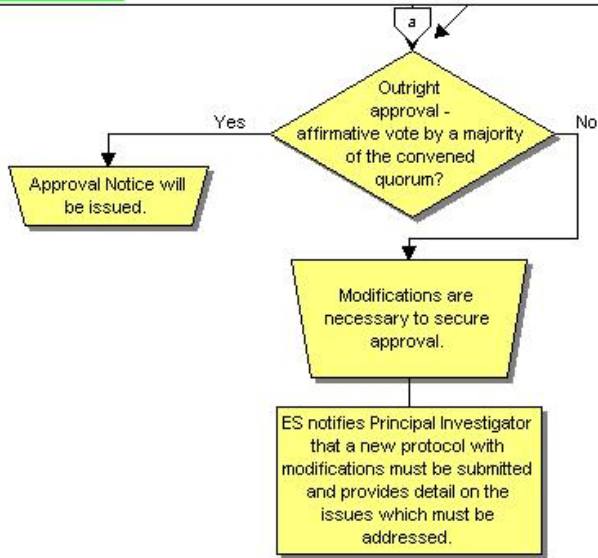 a
Outright
approval -
affirmative vote by a majority
of the convened
quorum?
Yes
No
Approval Notice will
be issued.
Modifications are
necessary to secure
approval.
ES notifies Principal Investigator
that a new protocol with
modifications must be submitted
and provides detail on the
issues which must be
addressed.